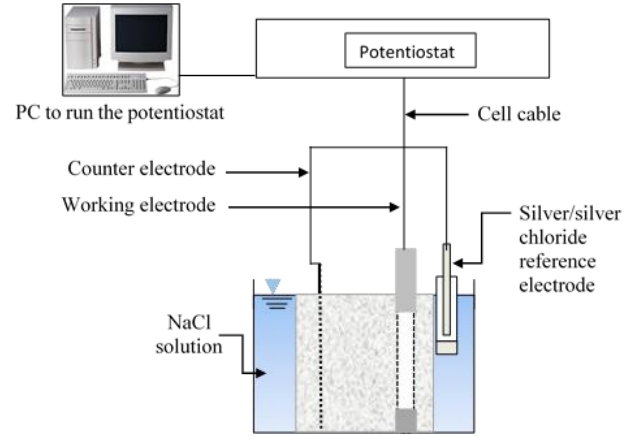 Potentiostat
PC to run the potentiostat
Cell cable
Counter electrode
Working electrode
Silver/silver
chloride
reference
electrode
NaCl
solution